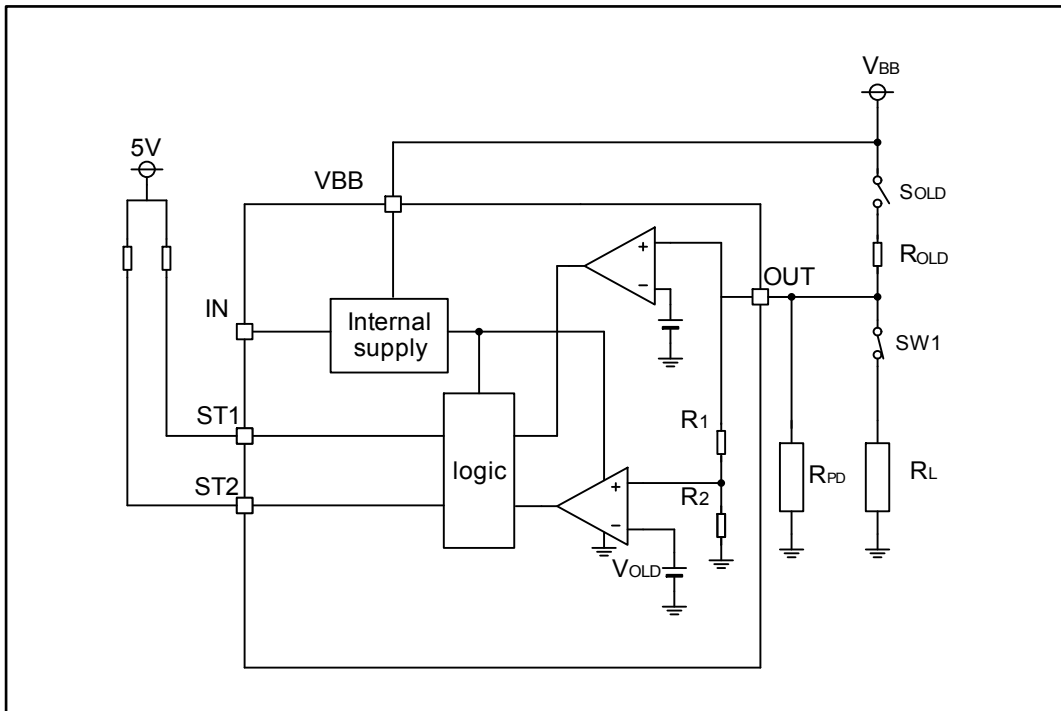 VBB
5V
VBB
SOLD
ROLD
OUT
IN
Internal
supply
SW1
ST1
R1
logic
RPD
RL
ST2
R2
+
−
+
−
VOLD